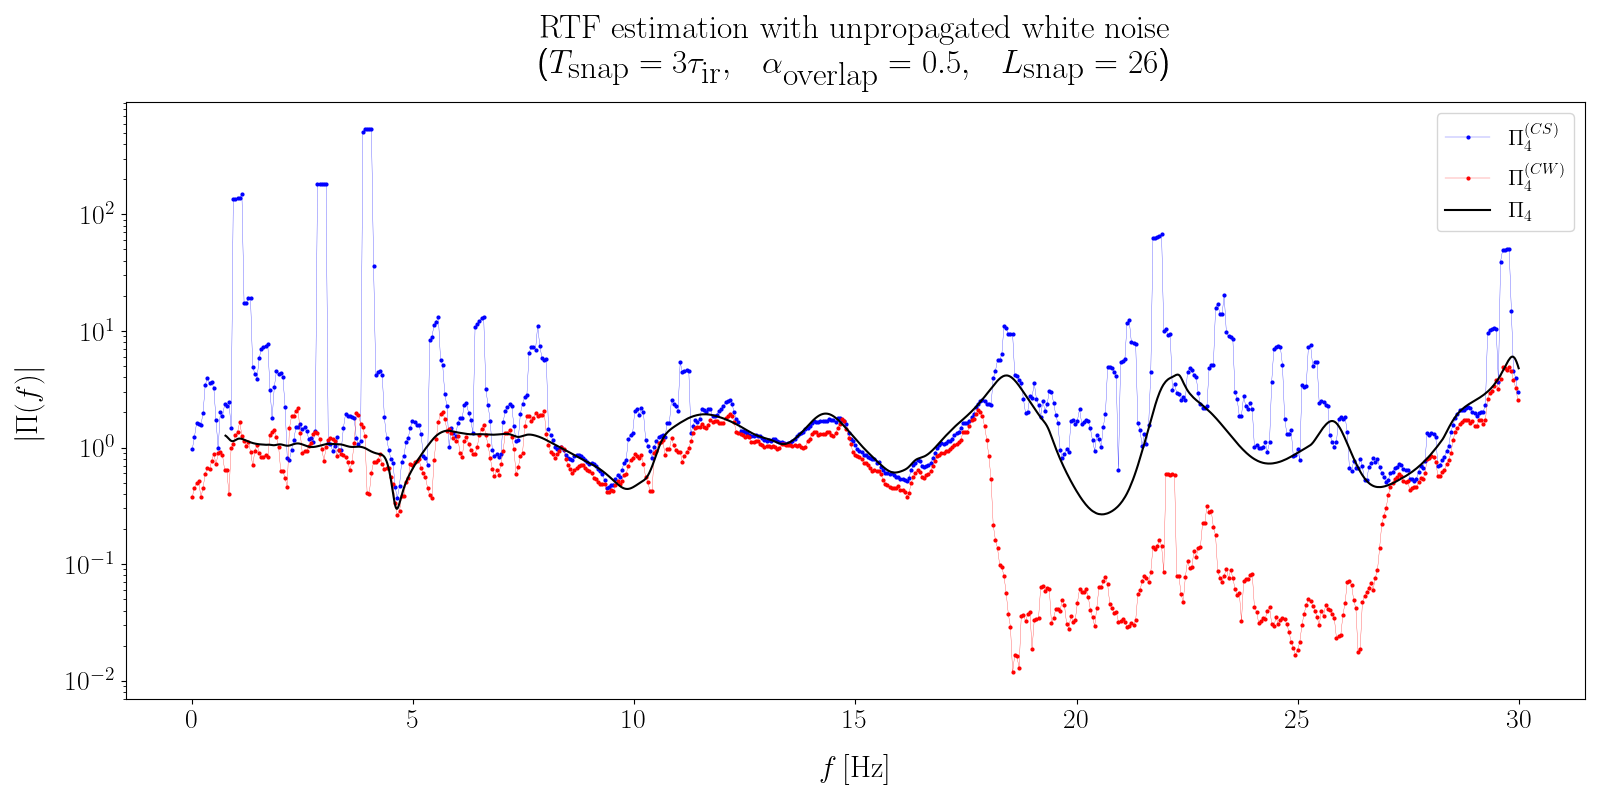 RTF estimation with unpropagated white noise
(T_snap = 3τ_ir, α_overlap = 0.5, L_snap = 26)
Π_4^(CS)
Π_4^(CW)
Π_4
|Π(f)|
10^2
10^1
10^0
10^−1
10^−2
0 5 10 15 20 25 30
f [Hz]